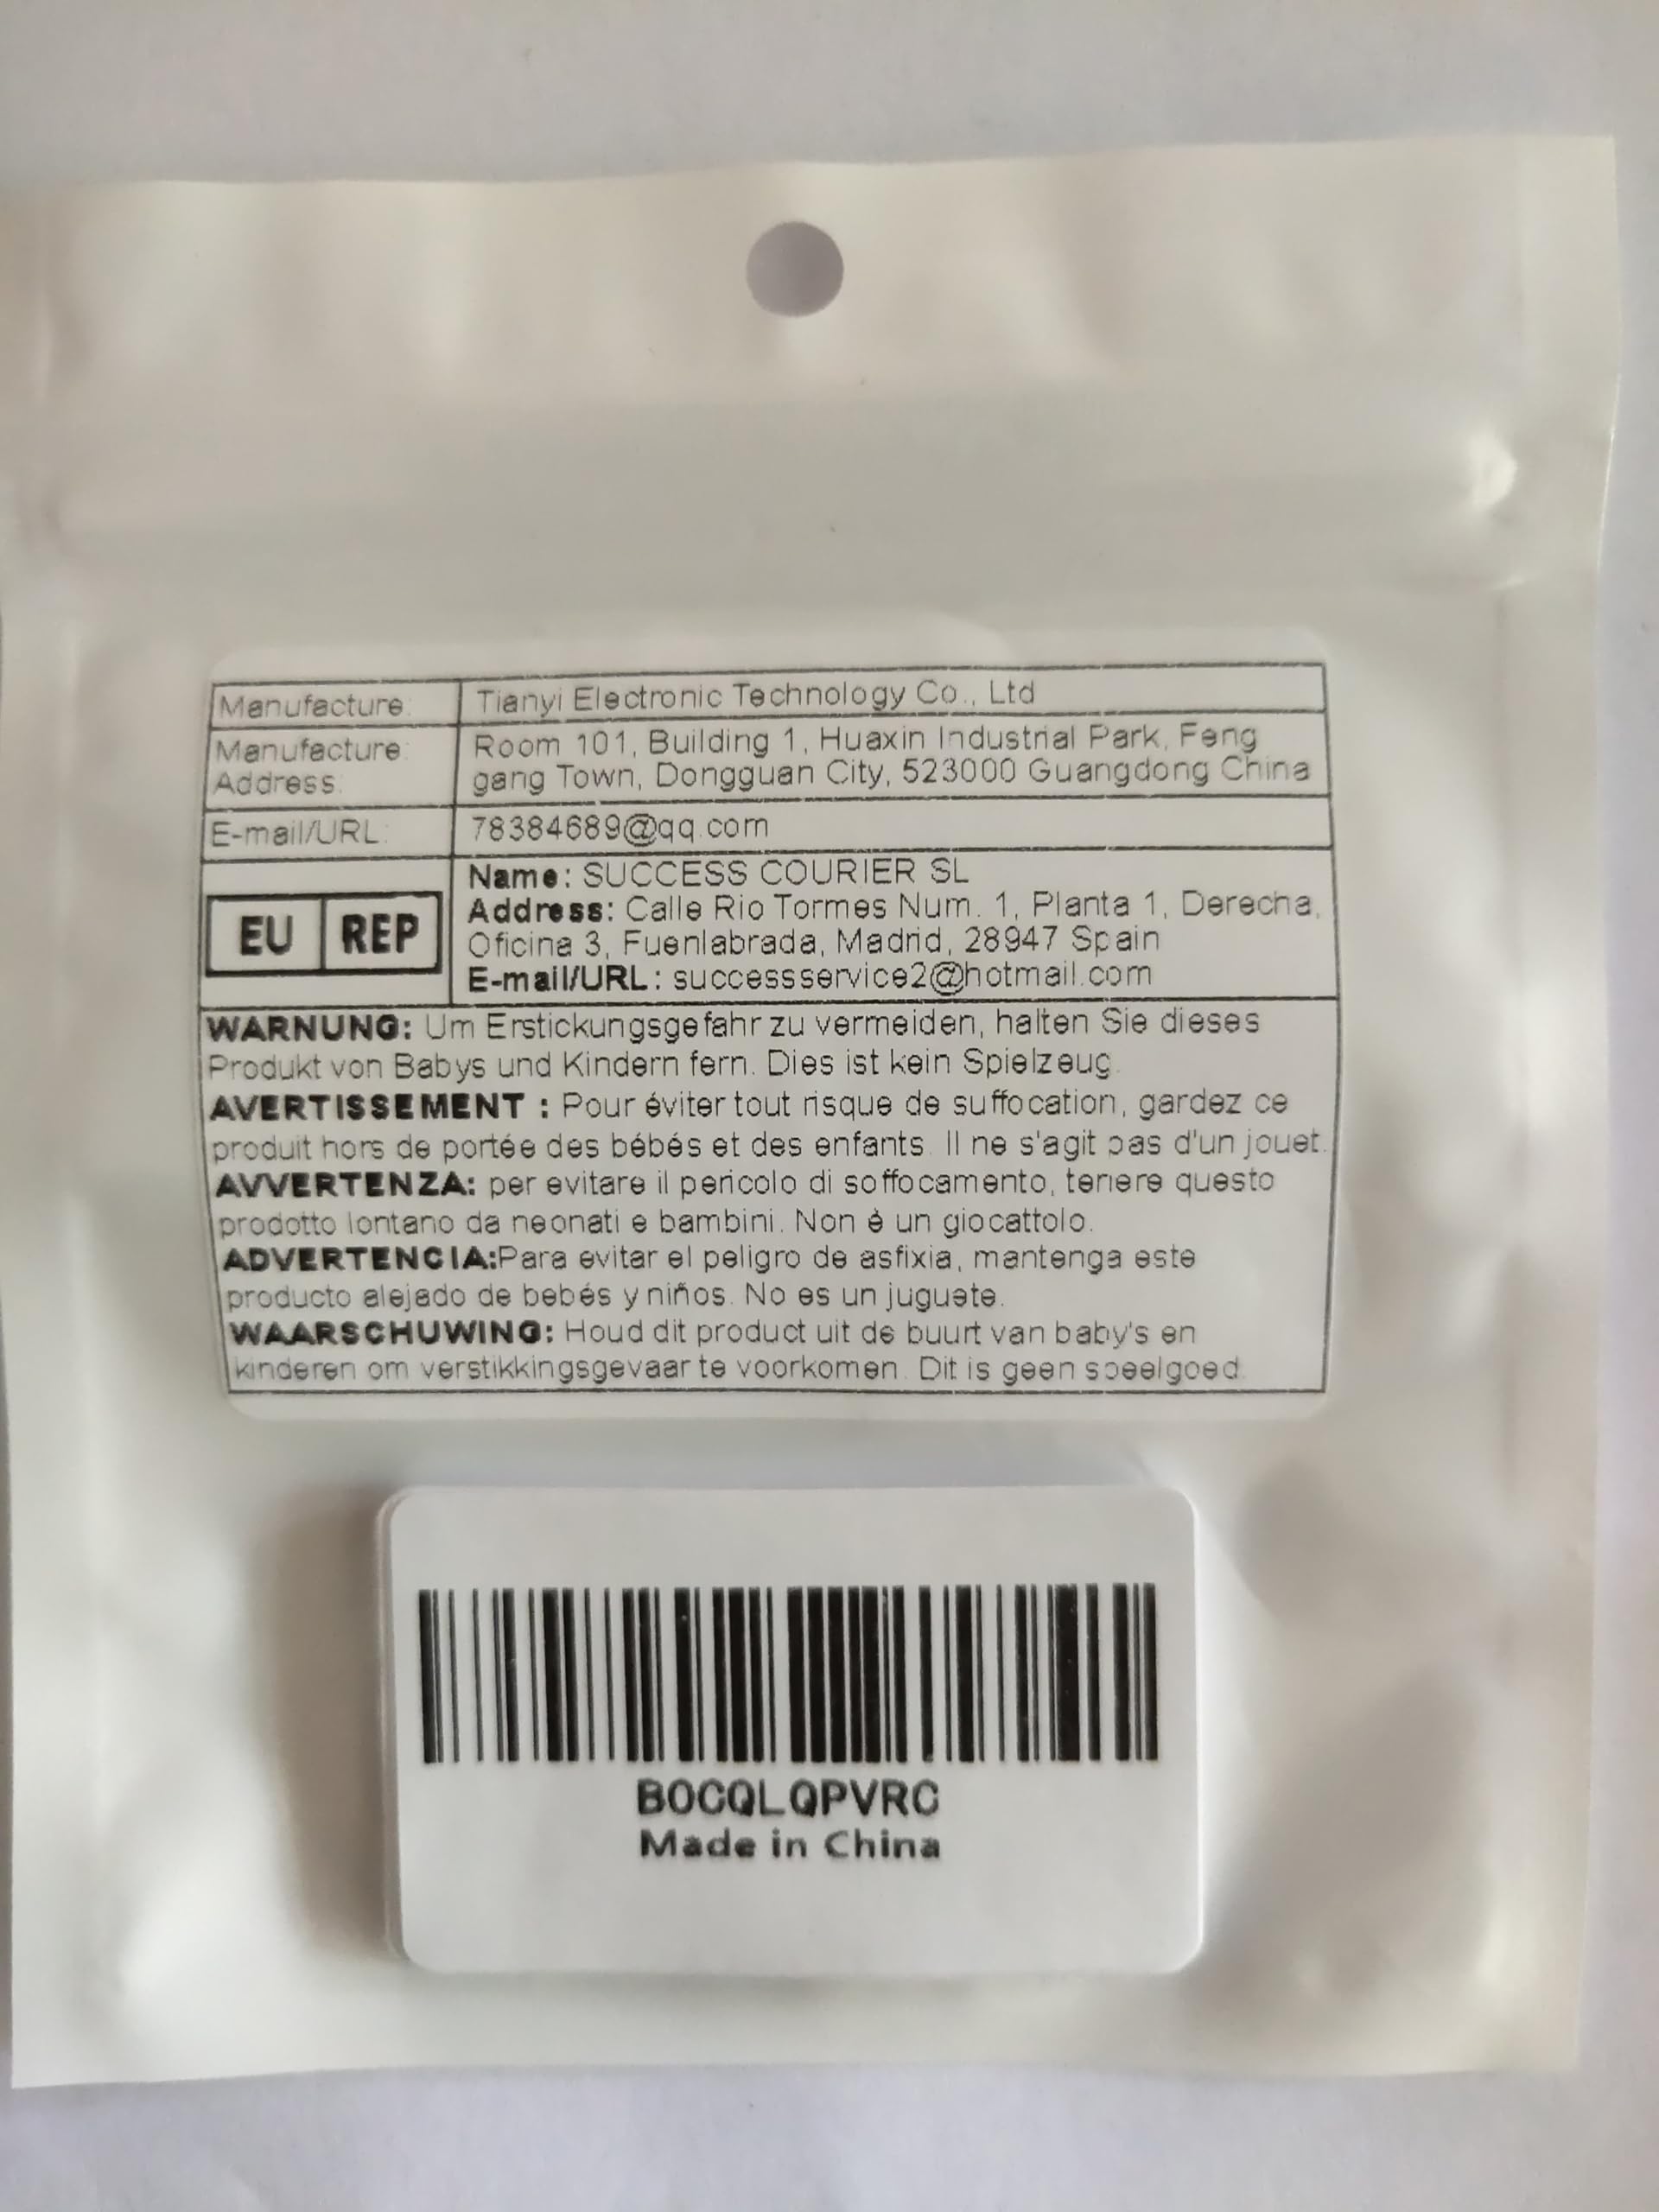 Manufacture: Tianyi Electronic Technology Co., Ltd
Manufacture Address: Room 101, Building 1, Huaxin Industrial Park, Feng
gang Town, Dongguan City, 523000 Guangdong China
E-mail/URL: 78384689@qq.com
EU REP
Name: SUCCESS COURIER SL
Address: Calle Rio Tormes Num. 1, Planta 1, Derecha,
Oficina 3, Fuenlabrada, Madrid, 28947 Spain
E-mail/URL: successservice2@hotmail.com
WARNUNG: Um Erstickungsgefahr zu vermeiden, halten Sie dieses
Produkt von Babys und Kindern fern. Dies ist kein Spielzeug.
AVERTISSEMENT : Pour éviter tout risque de suffocation, gardez ce
produit hors de portée des bébés et des enfants. Il ne s'agit pas d'un jouet.
AVVERTENZA: per evitare il pericolo di soffocamento, tenere questo
prodotto lontano da neonati e bambini. Non è un giocattolo.
ADVERTENCIA:Para evitar el peligro de asfixia, mantenga este
producto alejado de bebés y niños. No es un juguete.
WAARSCHUWING: Houd dit product uit de buurt van baby's en
kinderen om verstikkingsgevaar te voorkomen. Dit is geen speelgoed.
B0CQLQPVRC
Made in China